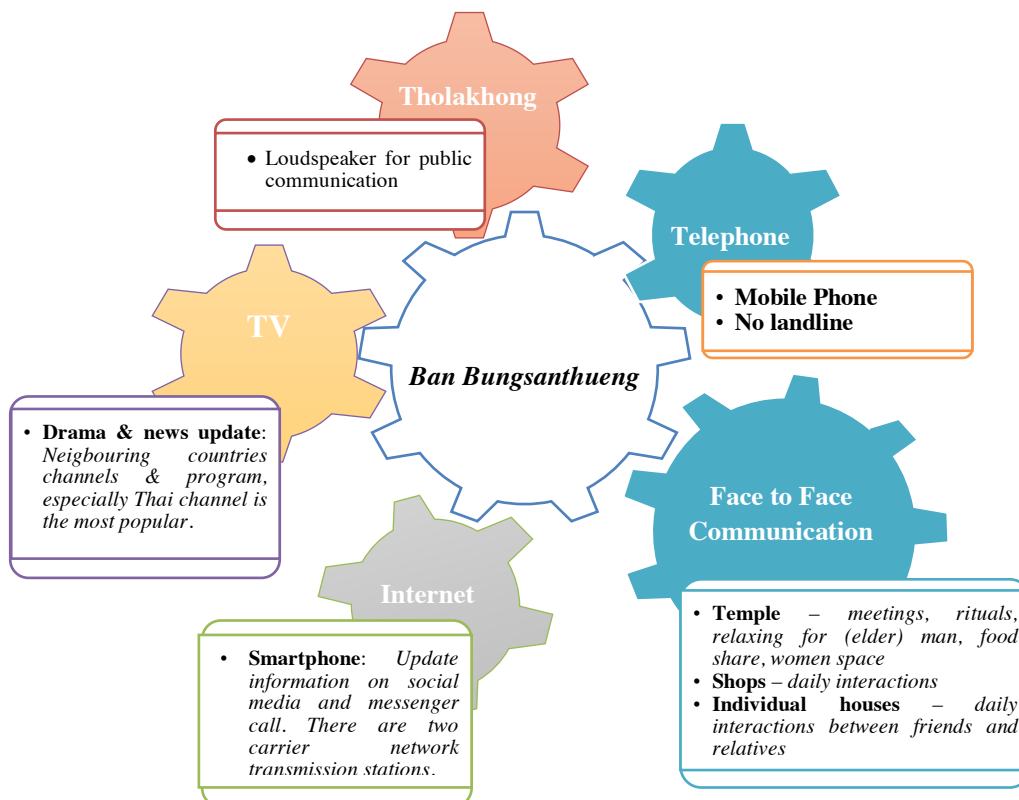 Tholakhong
• Loudspeaker for public
communication
Telephone
• Mobile Phone
• No landline
TV
• Drama & news update:
Neigbouring countries
channels & program,
especially Thai channel is
the most popular.
Ban Bungsanthueng
Face to Face
Communication
• Temple – meetings, rituals,
relaxing for (elder) man, food
share, women space
• Shops – daily interactions
• Individual houses – daily
interactions between friends and
relatives
Internet
• Smartphone: Update
information on social
media and messenger
call. There are two
carrier network
transmission stations.